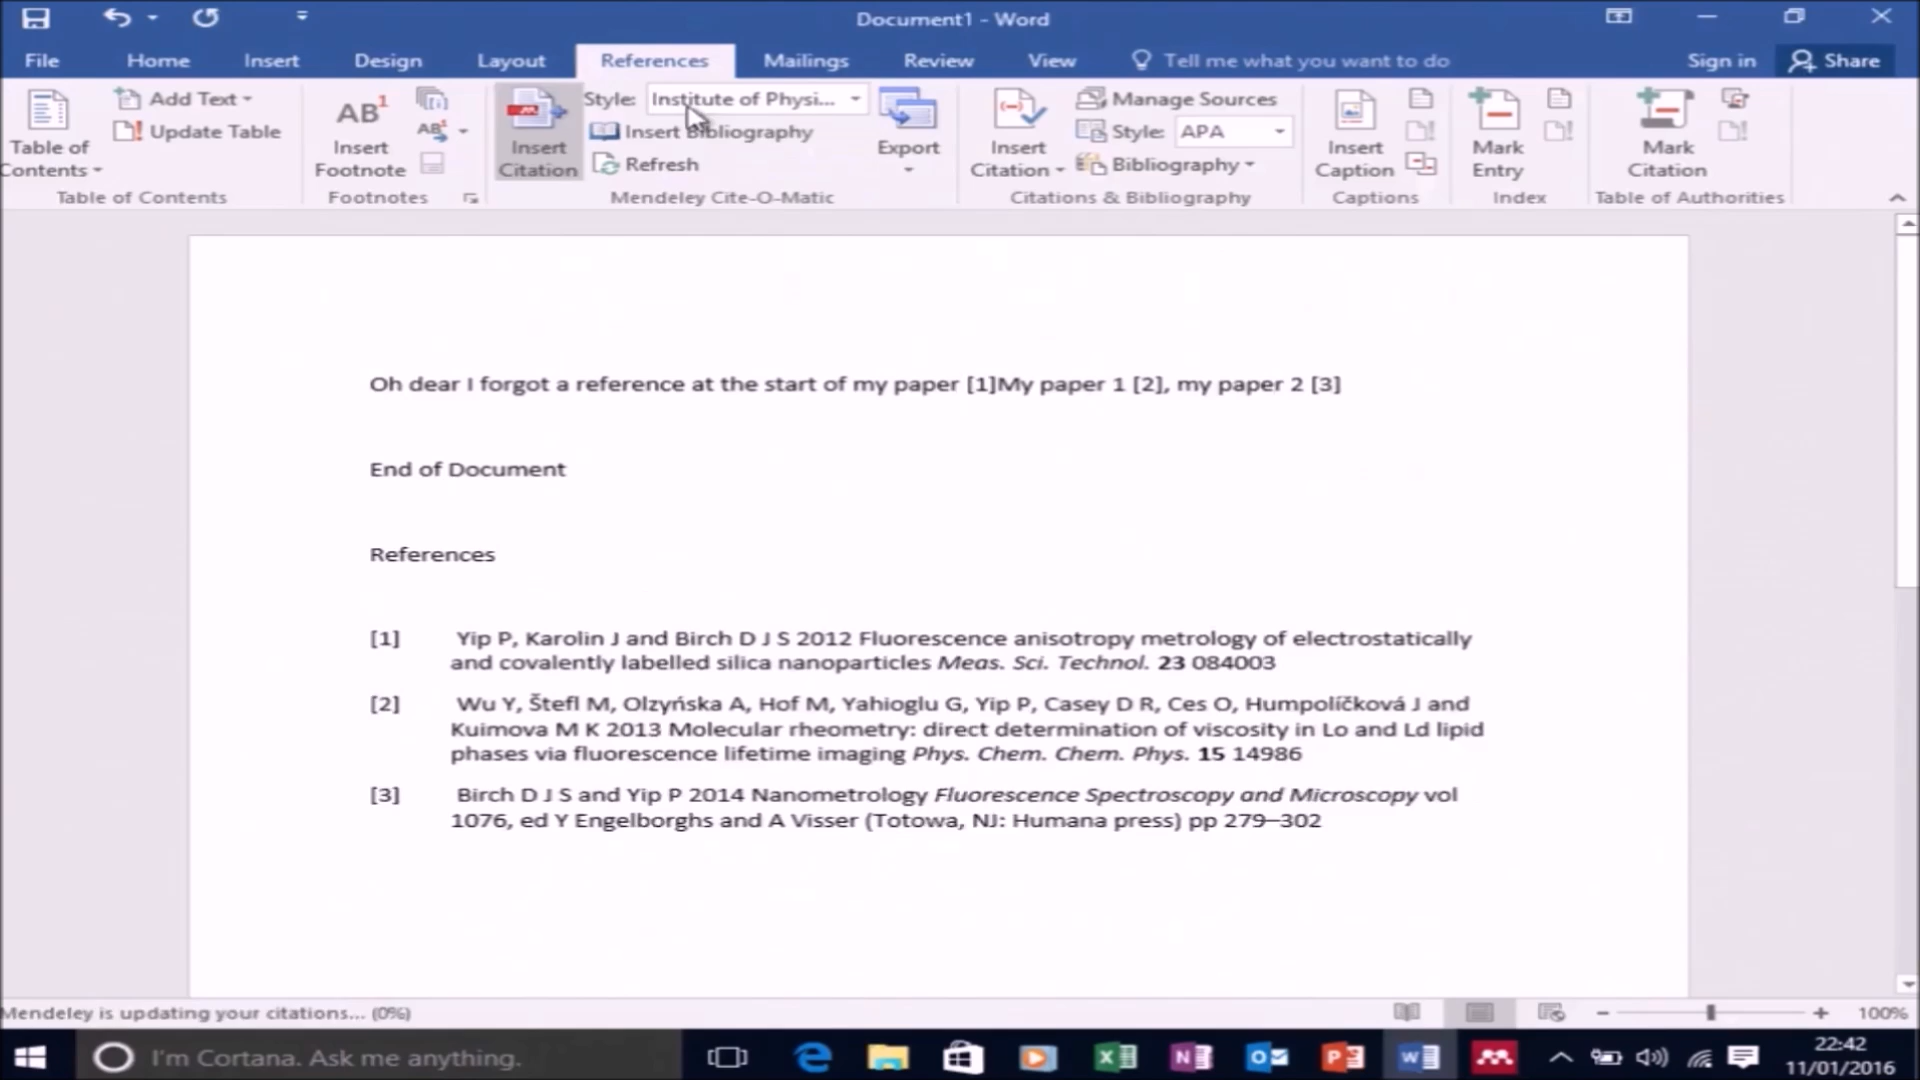 Document1 - Word
File Home Insert Design Layout References Mailings Review View Tell me what you want to do Sign in Share
Table of Contents
Add Text
Update Table
Table of Contents
AB1
Insert Footnote
AB1
Footnotes
Insert Citation
Style: Institute of Physi...
Insert Bibliography
Refresh
Export
Mendeley Cite-O-Matic
Insert Citation
Manage Sources
Style: APA
Bibliography
Citations & Bibliography
Insert Caption
Captions
Mark Entry
Index
Mark Citation
Table of Authorities
Oh dear I forgot a reference at the start of my paper [1]My paper 1 [2], my paper 2 [3]
End of Document
References
[1] Yip P, Karolin J and Birch D J S 2012 Fluorescence anisotropy metrology of electrostatically
and covalently labelled silica nanoparticles Meas. Sci. Technol. 23 084003
[2] Wu Y, Štefl M, Olzyńska A, Hof M, Yahioglu G, Yip P, Casey D R, Ces O, Humpolíčková J and
Kuimova M K 2013 Molecular rheometry: direct determination of viscosity in Lo and Ld lipid
phases via fluorescence lifetime imaging Phys. Chem. Chem. Phys. 15 14986
[3] Birch D J S and Yip P 2014 Nanometrology Fluorescence Spectroscopy and Microscopy vol
1076, ed Y Engelborghs and A Visser (Totowa, NJ: Humana press) pp 279–302
Mendeley is updating your citations... (0%)
100%
I'm Cortana. Ask me anything.
22:42
11/01/2016